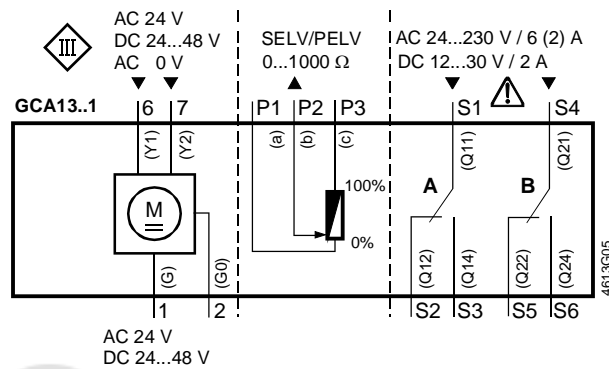 III
AC 24 V
DC 24...48 V
AC 0 V
SELV/PELV
0...1000 Ω
AC 24...230 V / 6 (2) A
DC 12...30 V / 2 A
GCA13..1
6 7 P1 P2 P3 S1 S4
(Y1) (Y2) (a) (b) (c) (Q11) (Q21)
M
100%
0%
A B
(G) (G0) (Q12) (Q14) (Q22) (Q24)
1 2 S2 S3 S5 S6
AC 24 V
DC 24...48 V
4613G05